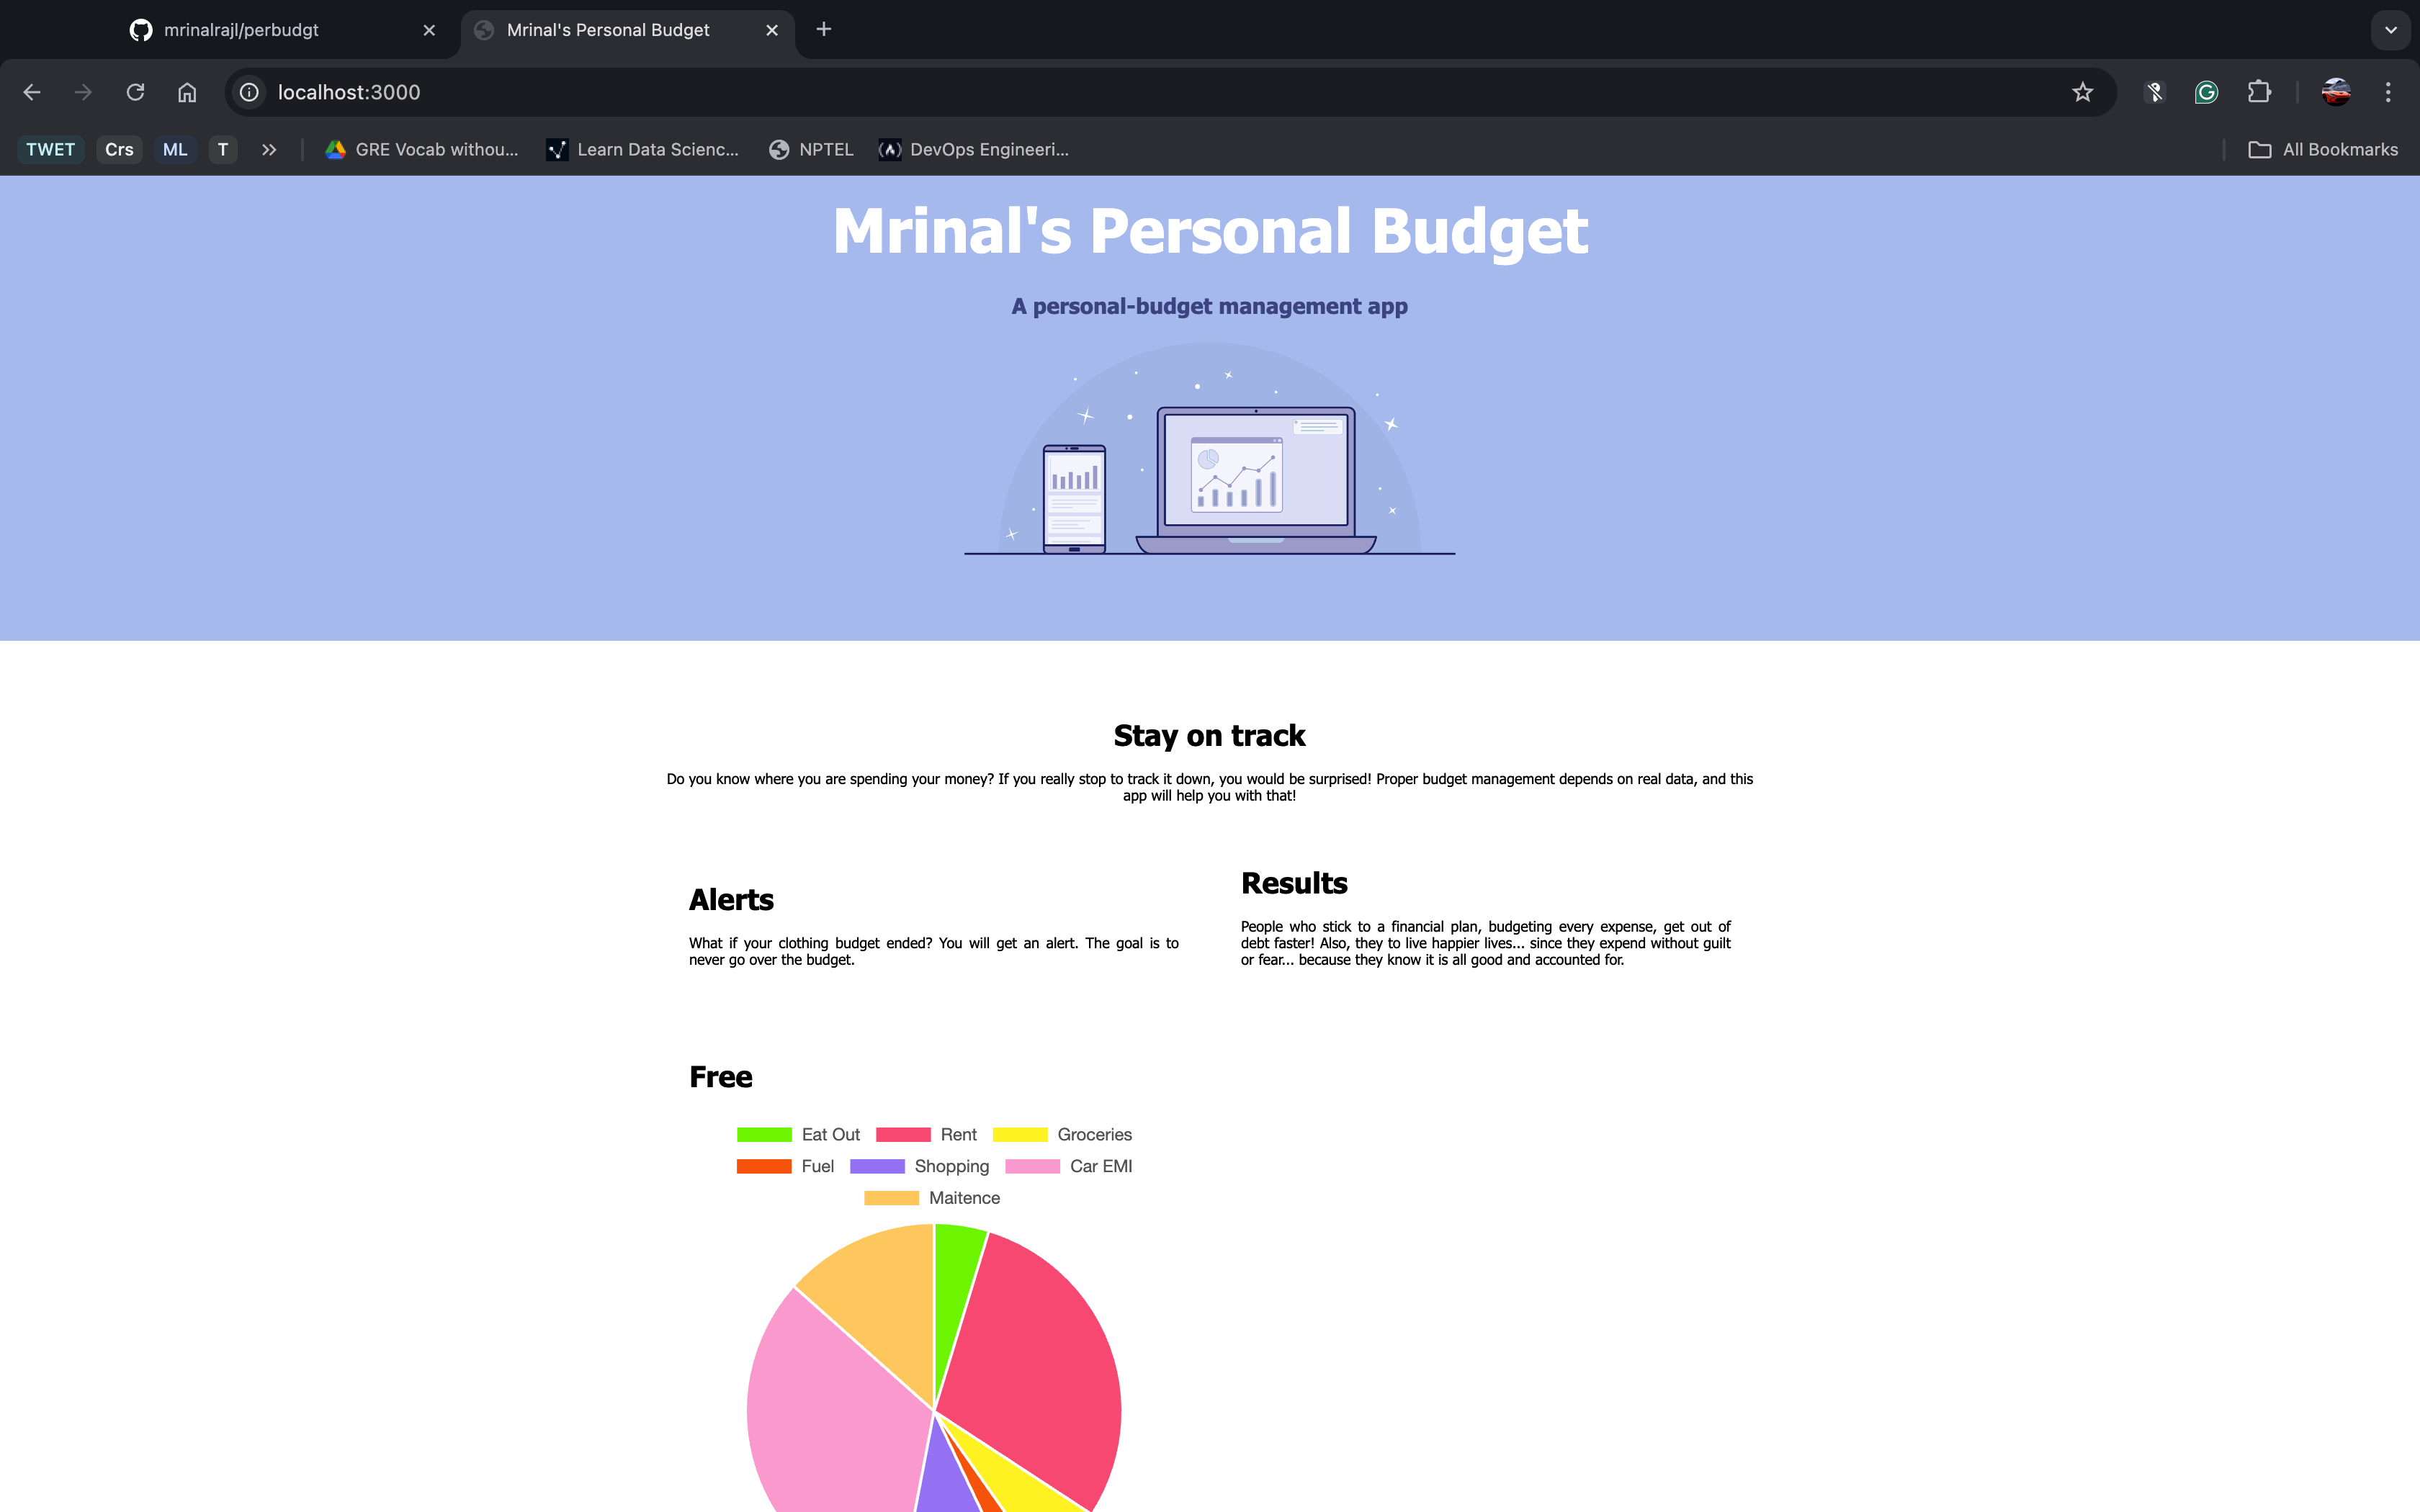 mrinalrajl/perbudgt
Mrinal's Personal Budget
localhost:3000
TWET Crs ML T GRE Vocab withou... Learn Data Scienc... NPTEL DevOps Engineeri... All Bookmarks
Mrinal's Personal Budget
A personal-budget management app
Stay on track
Do you know where you are spending your money? If you really stop to track it down, you would be surprised! Proper budget management depends on real data, and this
app will help you with that!
Alerts
What if your clothing budget ended? You will get an alert. The goal is to
never go over the budget.
Results
People who stick to a financial plan, budgeting every expense, get out of
debt faster! Also, they to live happier lives... since they expend without guilt
or fear... because they know it is all good and accounted for.
Free
Eat Out Rent Groceries
Fuel Shopping Car EMI
Maitence